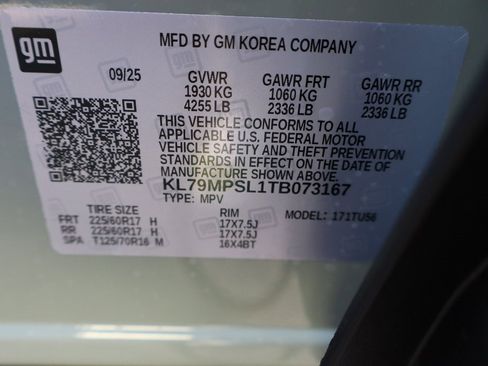 gm
MFD BY GM KOREA COMPANY
09/25 GVWR GAWR FRT GAWR RR
1930 KG 1060 KG 1060 KG
4255 LB 2336 LB 2336 LB
THIS VEHICLE CONFORMS TO ALL
APPLICABLE U.S. FEDERAL MOTOR
VEHICLE SAFETY AND THEFT PREVENTION
STANDARDS IN EFFECT ON THE DATE OF
MANUFACTURE SHOWN ABOVE.
KL79MPSL1TB073167
TYPE: MPV
TIRE SIZE RIM MODEL: 171TU56
FRT 225/60R17 H 17X7.5J
RR 225/60R17 H 17X7.5J
SPA T125/70R16 M 16X4BT